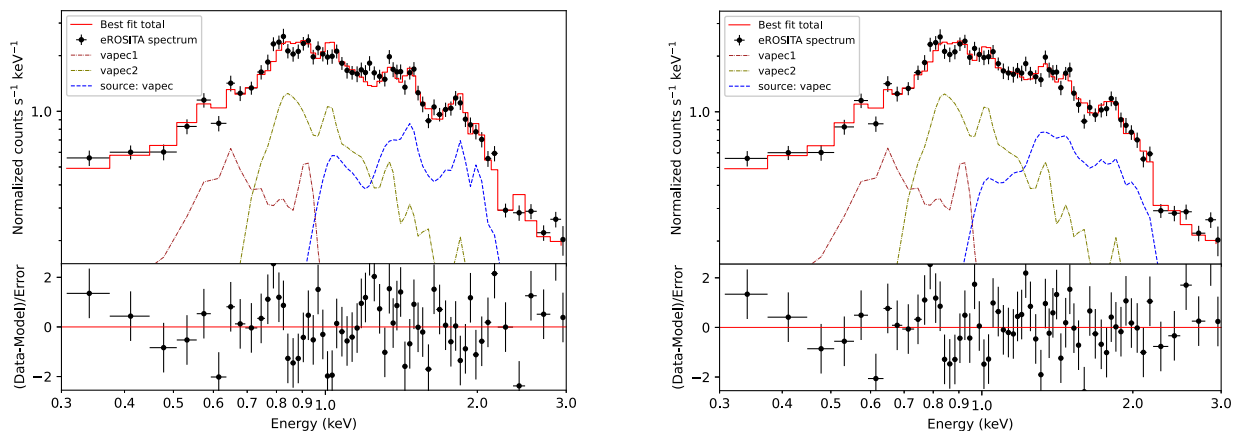 Best fit total
eROSITA spectrum
vapec1
vapec2
source: vapec
Normalized counts s⁻¹ keV⁻¹
1.0
(Data-Model)/Error
2
0
−2
0.3 0.4 0.5 0.6 0.7 0.8 0.9 1.0 2.0 3.0
Energy (keV)
Best fit total
eROSITA spectrum
vapec1
vapec2
source: vapec
Normalized counts s⁻¹ keV⁻¹
1.0
(Data-Model)/Error
2
0
−2
0.3 0.4 0.5 0.6 0.7 0.8 0.9 1.0 2.0 3.0
Energy (keV)